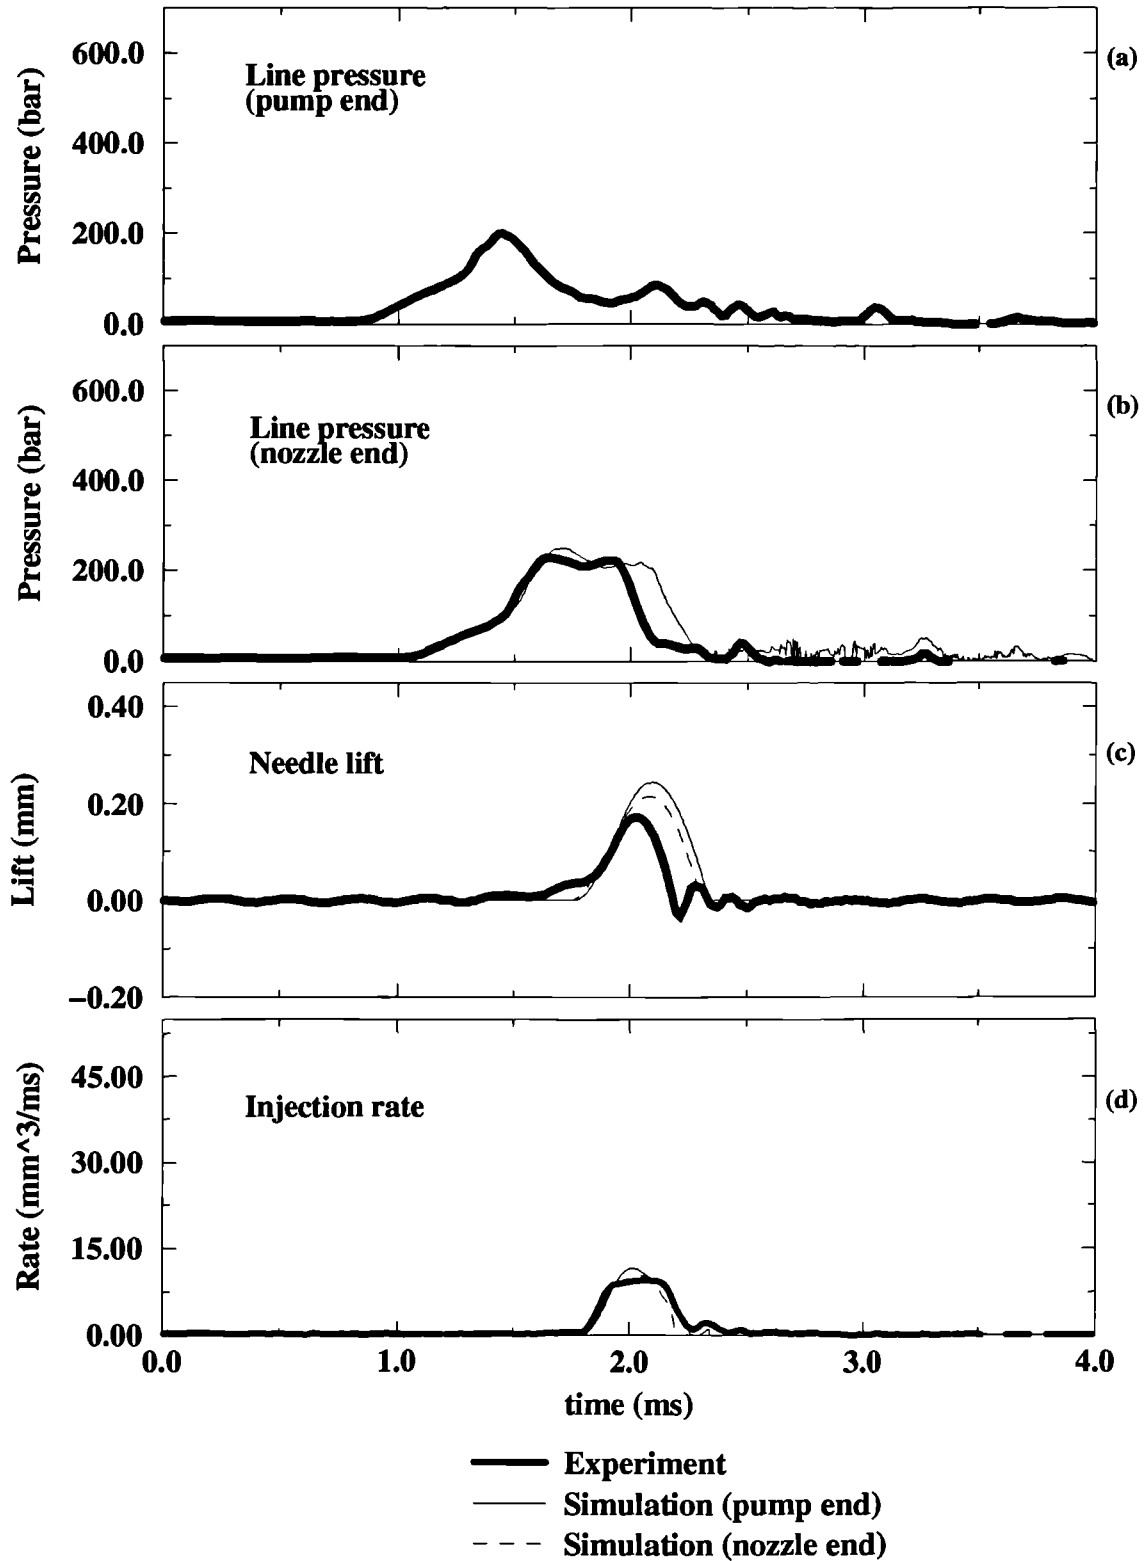 (a)
Pressure (bar)
600.0
400.0
200.0
0.0
Line pressure
(pump end)
(b)
Pressure (bar)
600.0
400.0
200.0
0.0
Line pressure
(nozzle end)
(c)
Lift (mm)
0.40
0.20
0.00
−0.20
Needle lift
(d)
Rate (mm^3/ms)
45.00
30.00
15.00
0.00
Injection rate
0.0 1.0 2.0 3.0 4.0
time (ms)
Experiment
Simulation (pump end)
Simulation (nozzle end)